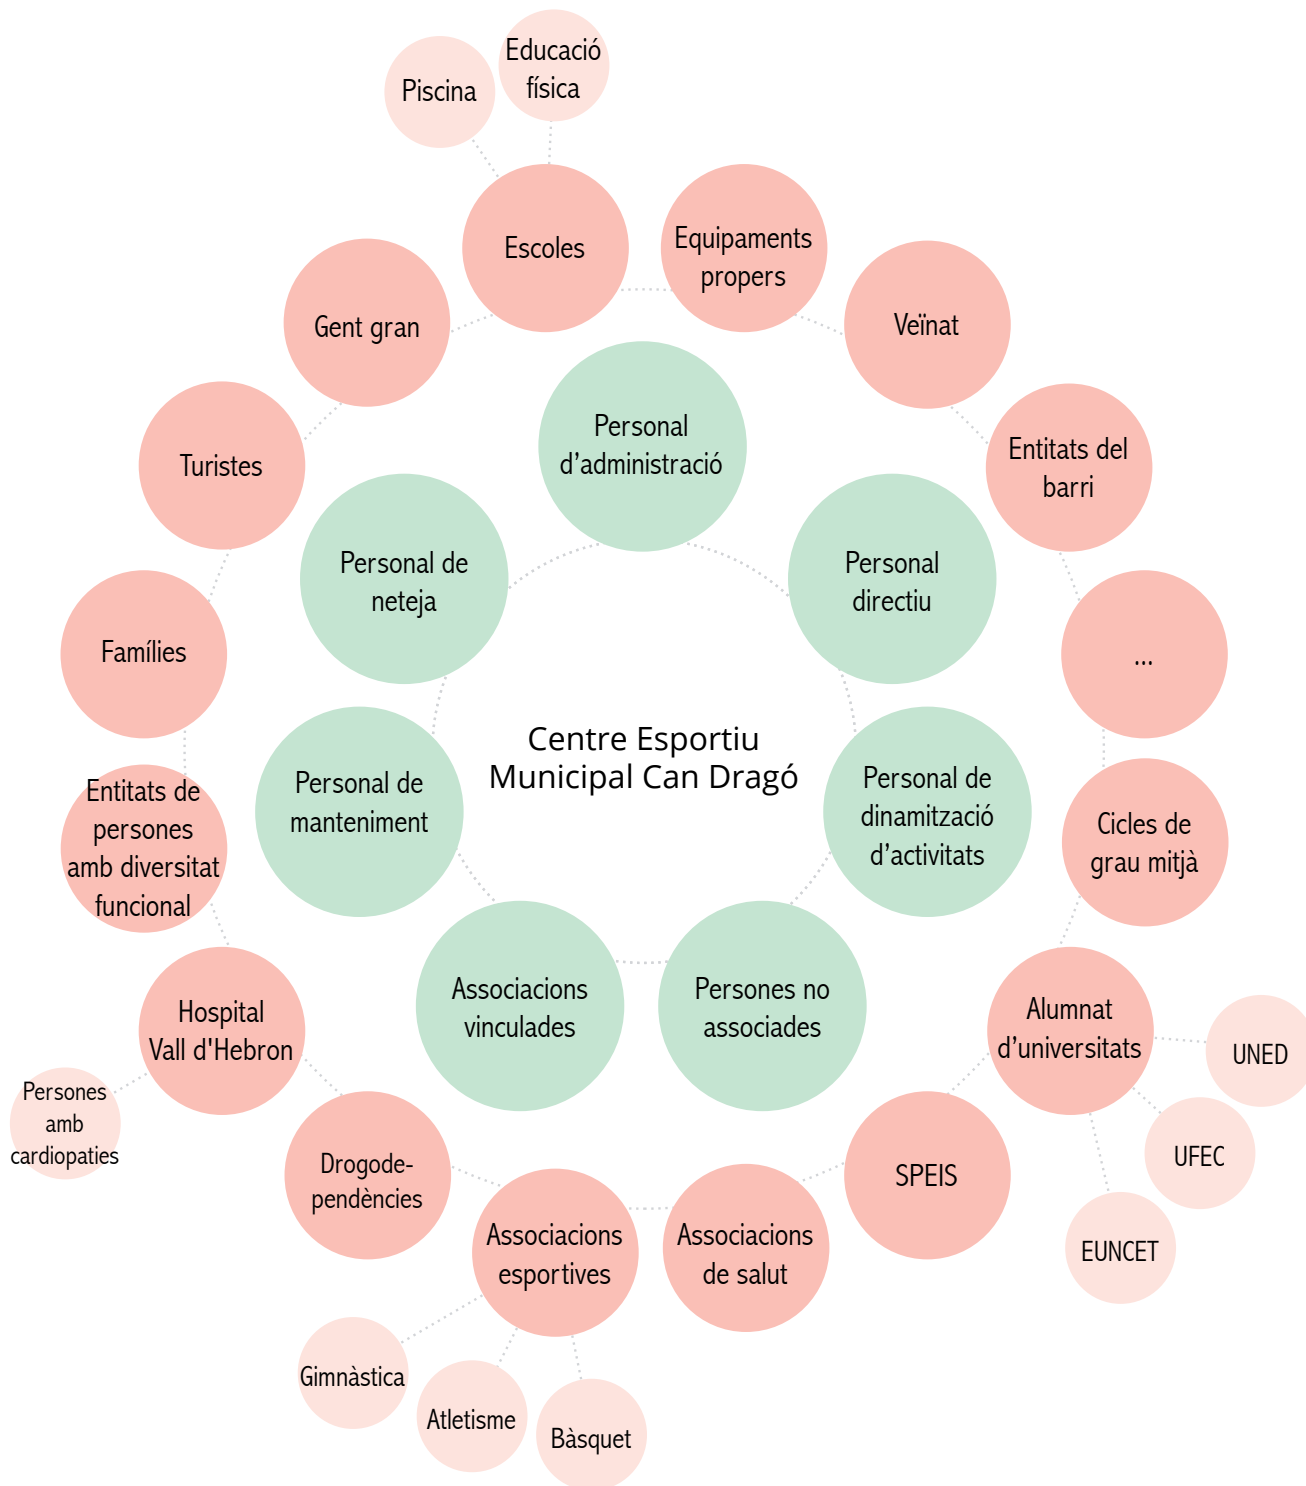 Educació
física
Piscina
Escoles
Equipaments
propers
Gent gran
Veïnat
Turistes
Personal
d’administració
Entitats del
barri
Personal de
neteja
Personal
directiu
Famílies
...
Centre Esportiu
Municipal Can Dragó
Entitats de
persones
amb diversitat
funcional
Personal de
manteniment
Personal de
dinamització
d’activitats
Cicles de
grau mitjà
Hospital
Vall d'Hebron
Associacions
vinculades
Persones no
associades
Alumnat
d’universitats
UNED
Persones
amb
cardiopaties
UFEC
Drogode-
pendències
SPEIS
Associacions
esportives
Associacions
de salut
EUNCET
Gimnàstica
Atletisme
Bàsquet